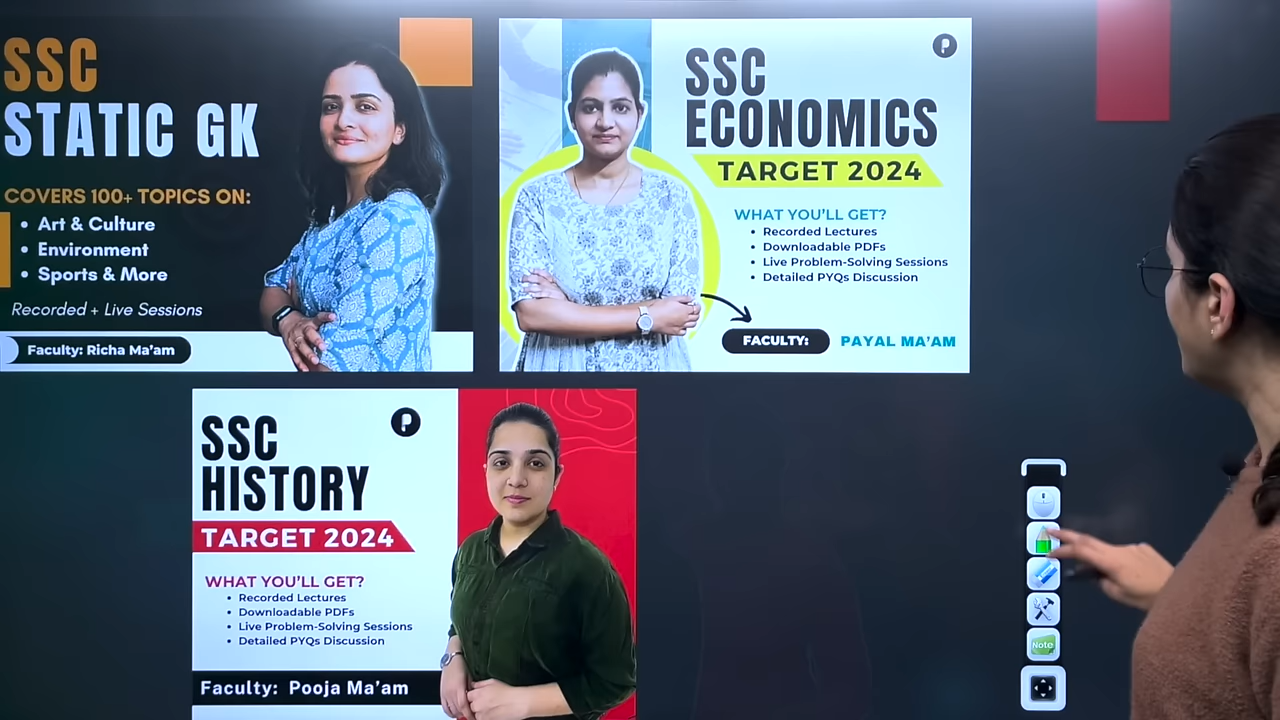 SSC
STATIC GK
COVERS 100+ TOPICS ON:
• Art & Culture
• Environment
• Sports & More
Recorded + Live Sessions
Faculty: Richa Ma'am
SSC
ECONOMICS
TARGET 2024
WHAT YOU'LL GET?
• Recorded Lectures
• Downloadable PDFs
• Live Problem-Solving Sessions
• Detailed PYQs Discussion
FACULTY: PAYAL MA'AM
SSC
HISTORY
TARGET 2024
WHAT YOU'LL GET?
• Recorded Lectures
• Downloadable PDFs
• Live Problem-Solving Sessions
• Detailed PYQs Discussion
Faculty: Pooja Ma'am
Note